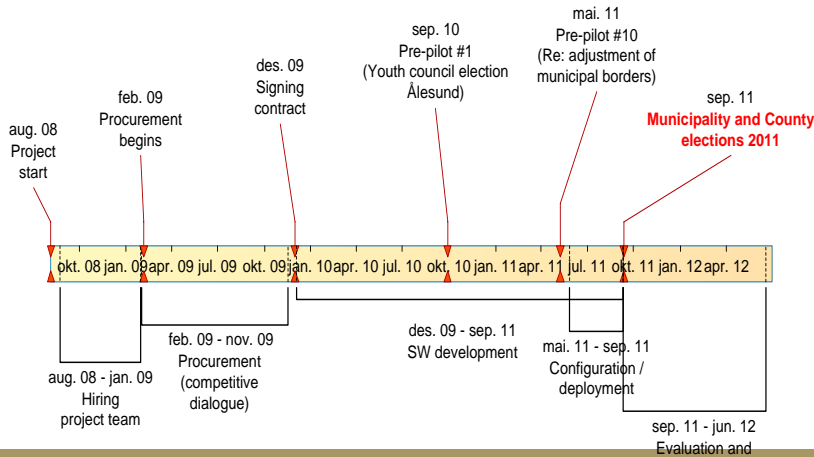 sep. 10
Pre-pilot #1
(Youth council election
Ålesund)
mai. 11
Pre-pilot #10
(Re: adjustment of
municipal borders)
des. 09
Signing
contract
feb. 09
Procurement
begins
sep. 11
Municipality and County
elections 2011
aug. 08
Project
start
okt. 08 jan. 09 apr. 09 jul. 09 okt. 09 jan. 10 apr. 10 jul. 10 okt. 10 jan. 11 apr. 11 jul. 11 okt. 11 jan. 12 apr. 12
aug. 08 - jan. 09
Hiring
project team
feb. 09 - nov. 09
Procurement
(competitive
dialogue)
des. 09 - sep. 11
SW development
mai. 11 - sep. 11
Configuration /
deployment
sep. 11 - jun. 12
Evaluation and